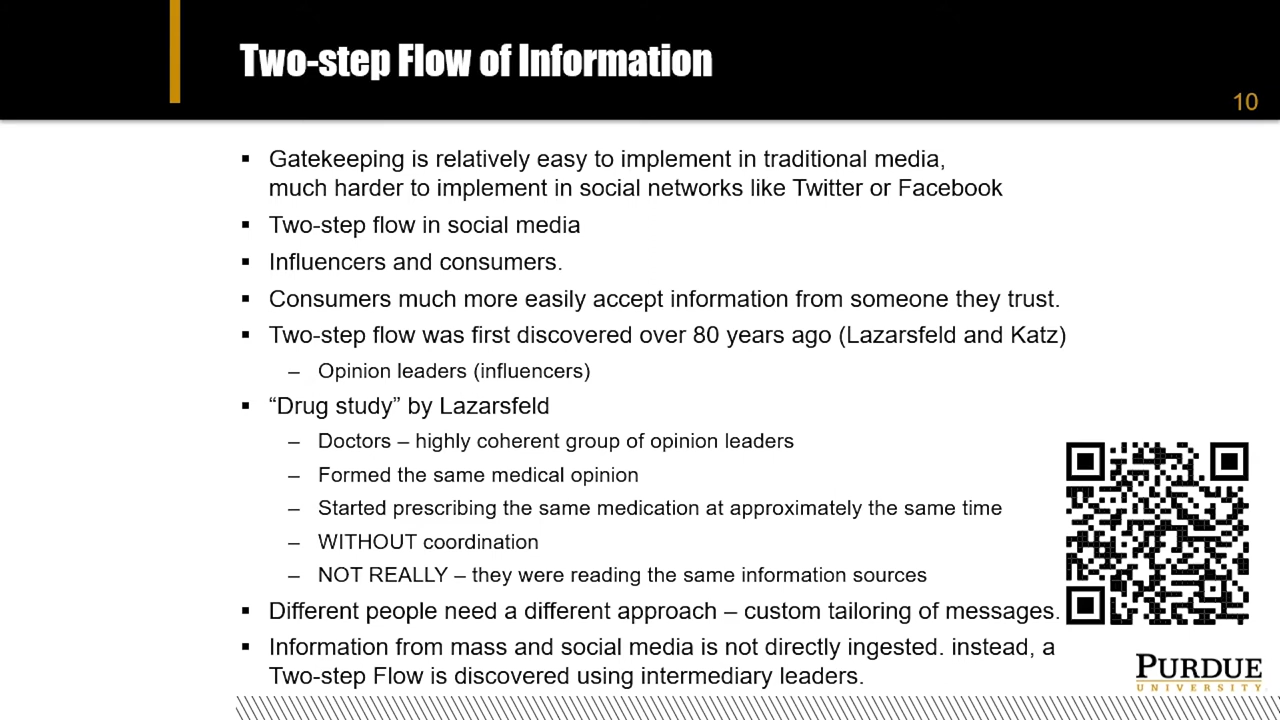 Two-step Flow of Information
10
▪ Gatekeeping is relatively easy to implement in traditional media,
much harder to implement in social networks like Twitter or Facebook
▪ Two-step flow in social media
▪ Influencers and consumers.
▪ Consumers much more easily accept information from someone they trust.
▪ Two-step flow was first discovered over 80 years ago (Lazarsfeld and Katz)
– Opinion leaders (influencers)
▪ “Drug study” by Lazarsfeld
– Doctors – highly coherent group of opinion leaders
– Formed the same medical opinion
– Started prescribing the same medication at approximately the same time
– WITHOUT coordination
– NOT REALLY – they were reading the same information sources
▪ Different people need a different approach – custom tailoring of messages.
▪ Information from mass and social media is not directly ingested. instead, a
Two-step Flow is discovered using intermediary leaders.
PURDUE
UNIVERSITY